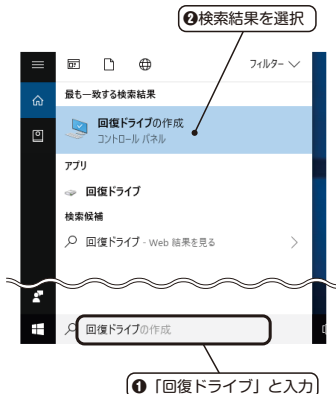 ❷検索結果を選択
フィルター
最も一致する検索結果
回復ドライブの作成
コントロール パネル
アプリ
回復ドライブ
検索候補
回復ドライブ - Web 結果を見る
回復ドライブの作成
❶「回復ドライブ」と入力